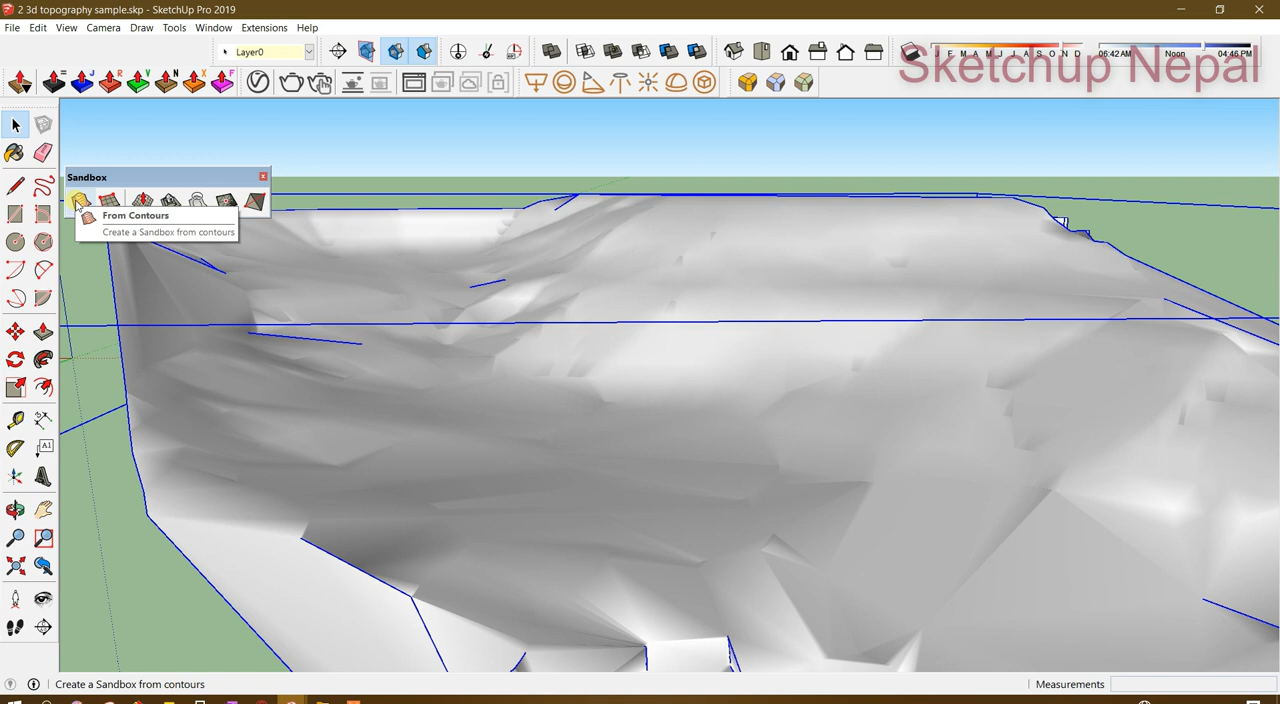 2 3d topography sample.skp - SketchUp Pro 2019
File Edit View Camera Draw Tools Window Extensions Help
Layer0
J F M A M J J A S O N D 06:42 AM Noon 04:46 PM
= J R V N X F
Sketchup Nepal
Sandbox
From Contours
Create a Sandbox from contours
A1
Create a Sandbox from contours
Measurements